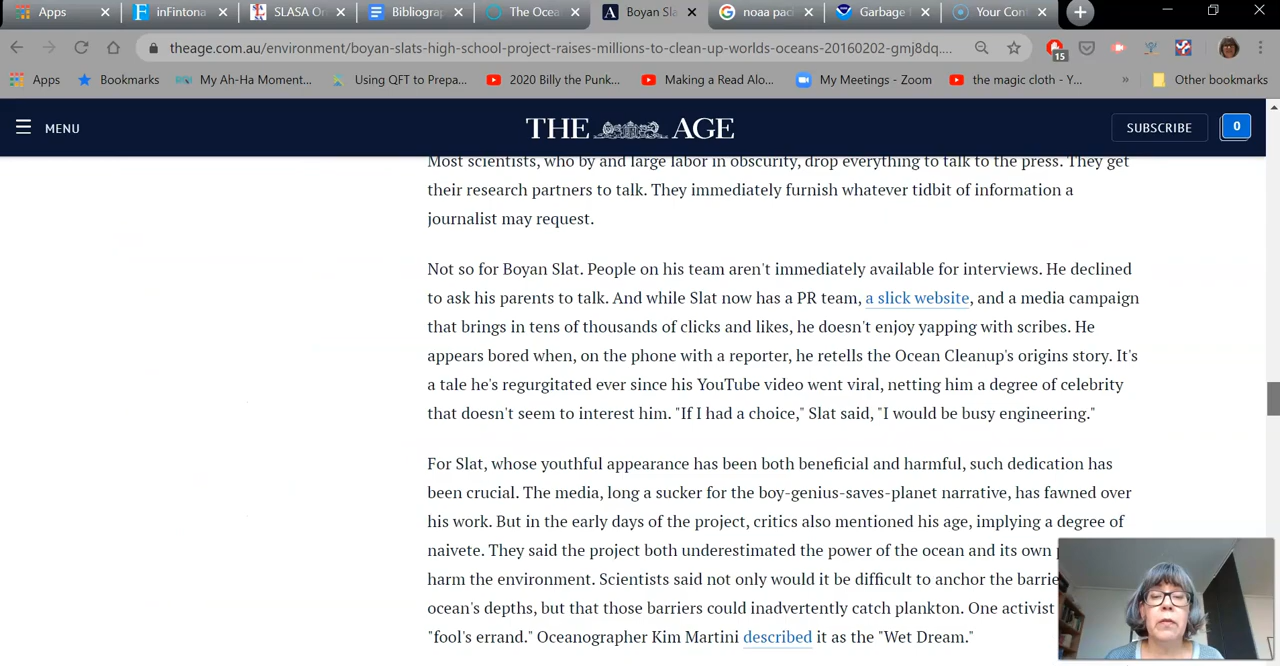 Apps
inFintona
SLASA On
Bibliograp
The Ocea
Boyan Sla
noaa paci
Garbage
Your Cont
theage.com.au/environment/boyan-slats-high-school-project-raises-millions-to-clean-up-worlds-oceans-20160202-gmj8dq....
15
Apps
Bookmarks
My Ah-Ha Moment...
Using QFT to Prepa...
2020 Billy the Punk...
Making a Read Alo...
My Meetings - Zoom
the magic cloth - Y...
Other bookmarks
MENU
THE AGE
SUBSCRIBE
0
Most scientists, who by and large labor in obscurity, drop everything to talk to the press. They get
their research partners to talk. They immediately furnish whatever tidbit of information a
journalist may request.
Not so for Boyan Slat. People on his team aren't immediately available for interviews. He declined
to ask his parents to talk. And while Slat now has a PR team, a slick website, and a media campaign
that brings in tens of thousands of clicks and likes, he doesn't enjoy yapping with scribes. He
appears bored when, on the phone with a reporter, he retells the Ocean Cleanup's origins story. It's
a tale he's regurgitated ever since his YouTube video went viral, netting him a degree of celebrity
that doesn't seem to interest him. "If I had a choice," Slat said, "I would be busy engineering."
For Slat, whose youthful appearance has been both beneficial and harmful, such dedication has
been crucial. The media, long a sucker for the boy-genius-saves-planet narrative, has fawned over
his work. But in the early days of the project, critics also mentioned his age, implying a degree of
naivete. They said the project both underestimated the power of the ocean and its own
harm the environment. Scientists said not only would it be difficult to anchor the barrie
ocean's depths, but that those barriers could inadvertently catch plankton. One activist
"fool's errand." Oceanographer Kim Martini described it as the "Wet Dream."